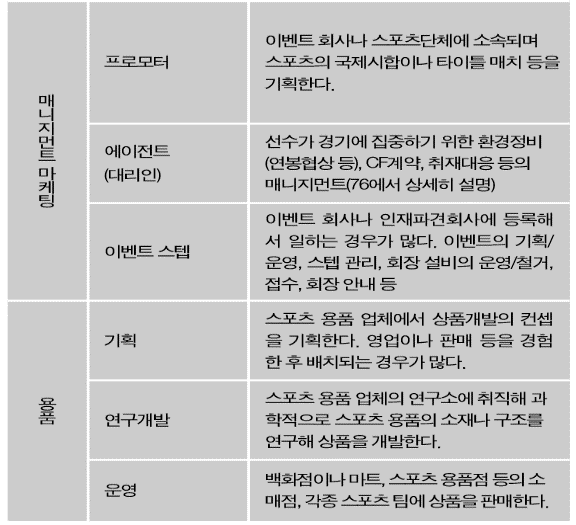 매니지먼트 마케팅
프로모터
이벤트 회사나 스포츠단체에 소속되며
스포츠의 국제시합이나 타이틀 매치 등을
기획한다.
에이전트
(대리인)
선수가 경기에 집중하기 위한 환경정비
(연봉협상 등), CF계약, 취재대응 등의
매니지먼트(76에서 상세히 설명)
이벤트 스텝
이벤트 회사나 인재파견회사에 등록해
서 일하는 경우가 많다. 이벤트의 기획/
운영, 스텝 관리, 회장 설비의 운영/철거,
접수, 회장 안내 등
용품
기획
스포츠 용품 업체에서 상품개발의 컨셉
을 기획한다. 영업이나 판매 등을 경험
한 후 배치되는 경우가 많다.
연구개발
스포츠 용품 업체의 연구소에 취직해 과
학적으로 스포츠 용품의 소재나 구조를
연구해 상품을 개발한다.
운영
백화점이나 마트, 스포츠 용품점 등의 소
매점, 각종 스포츠 팀에 상품을 판매한다.